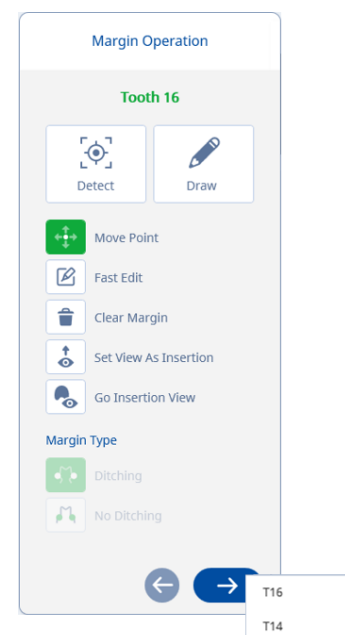 Margin Operation
Tooth 16
Detect
Draw
Move Point
Fast Edit
Clear Margin
Set View As Insertion
Go Insertion View
Margin Type
Ditching
No Ditching
T16
T14